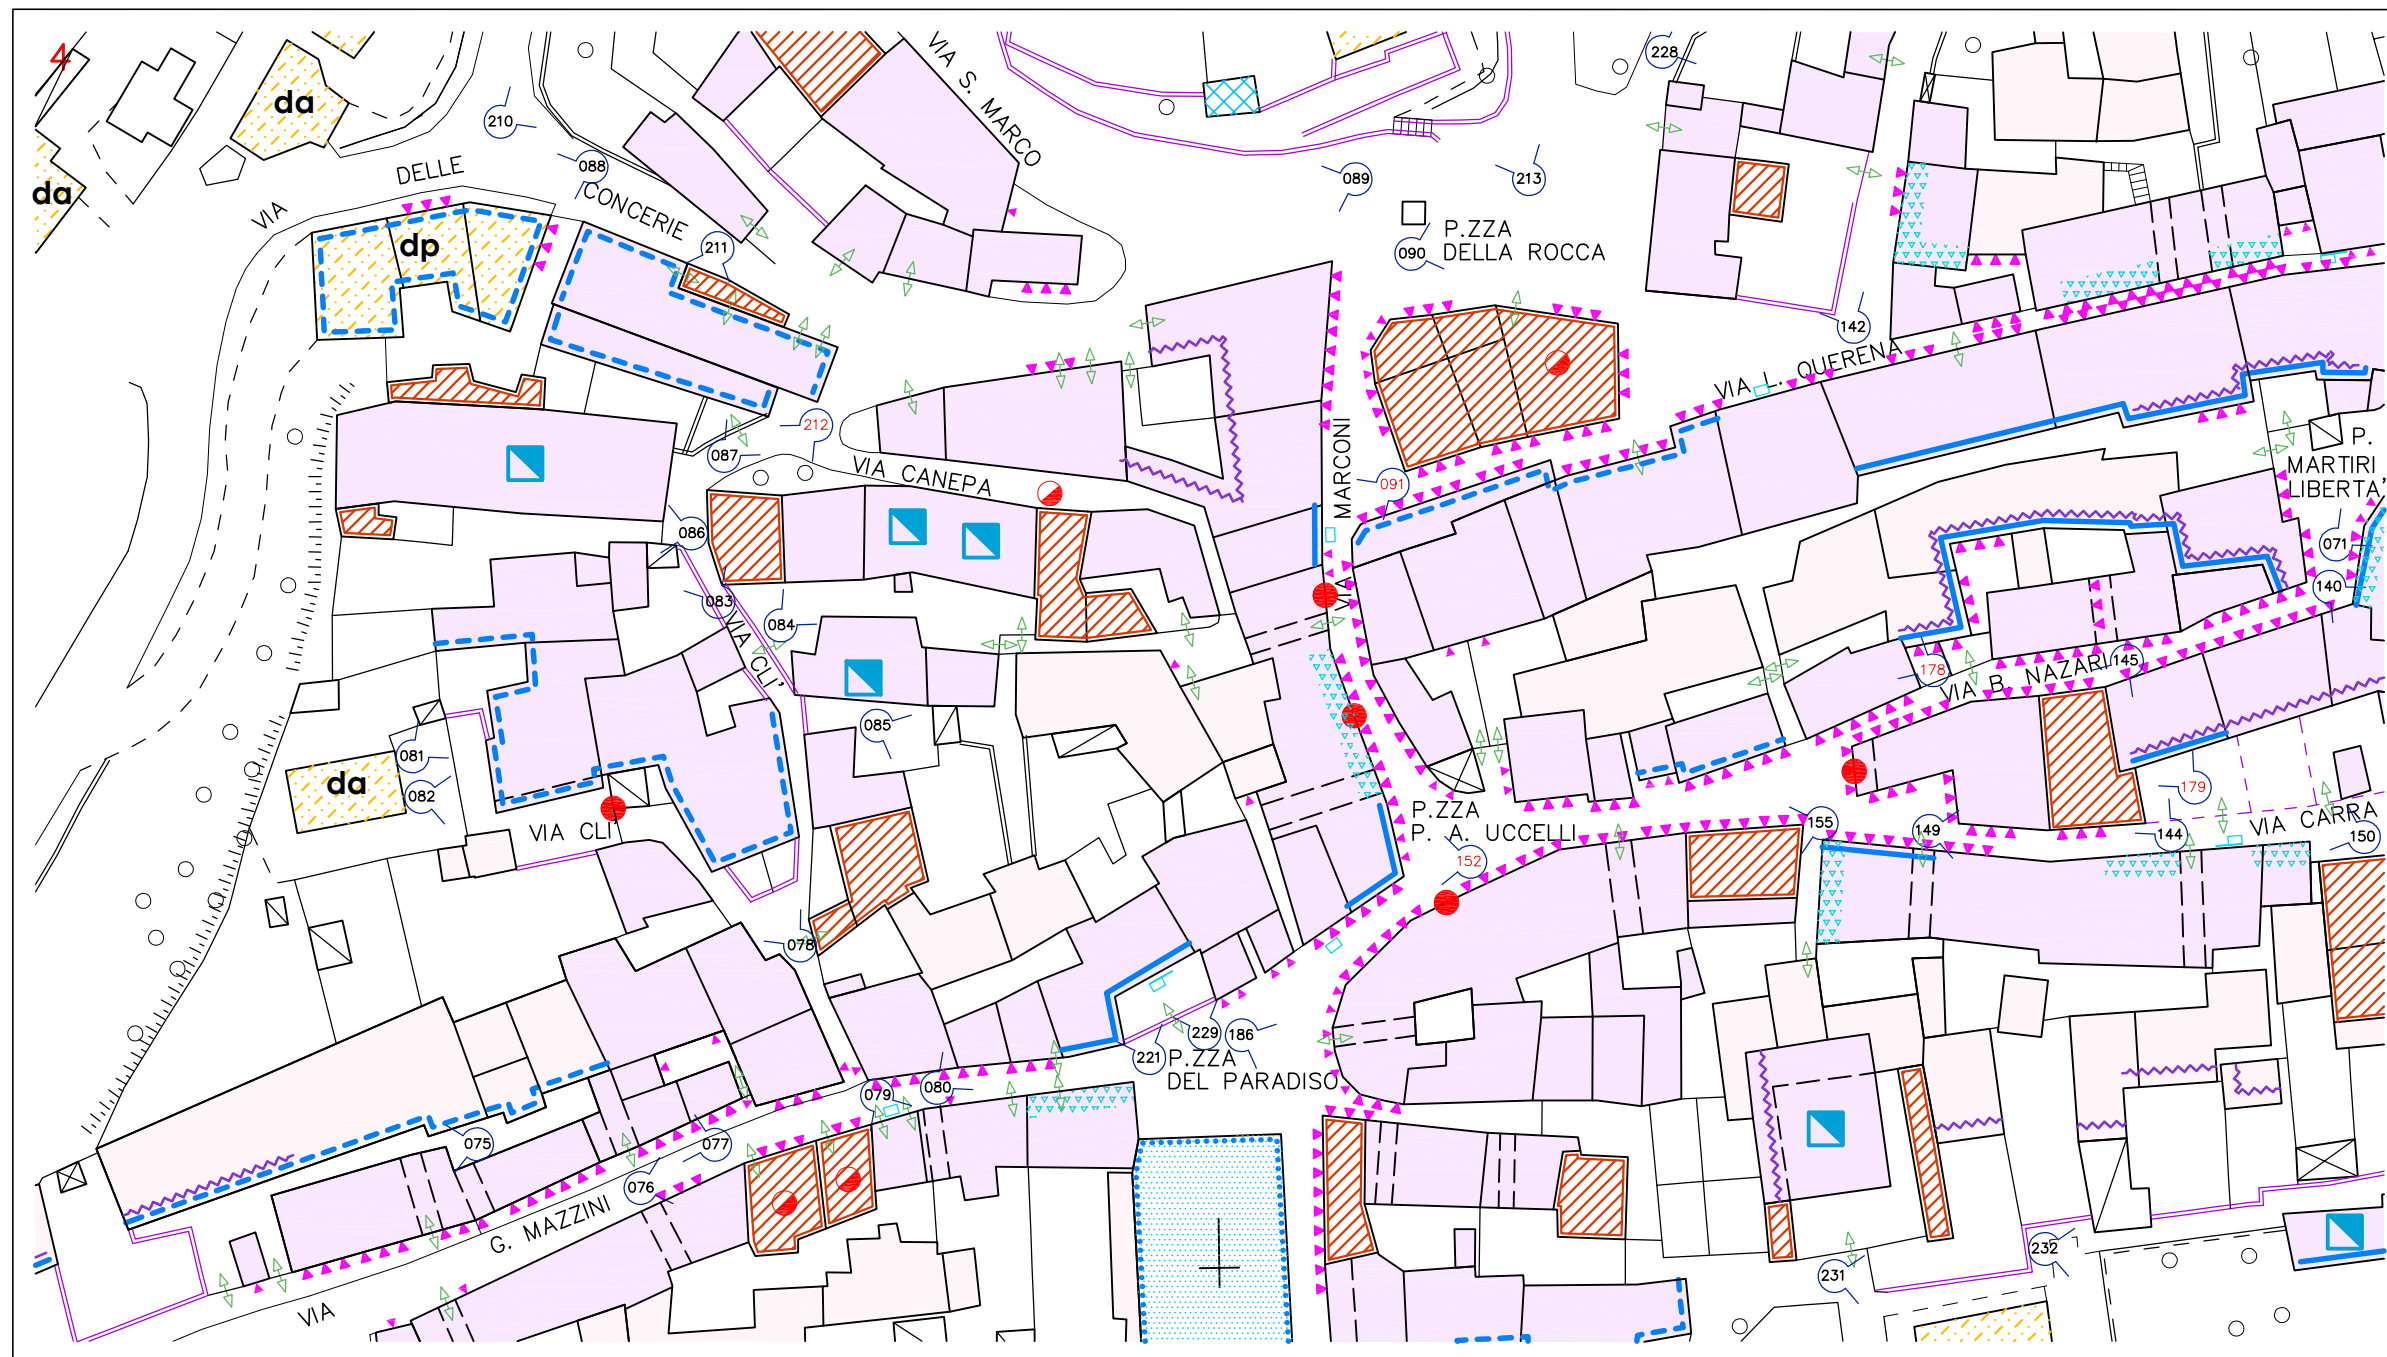 4
da
da
210
088
VIA
DELLE
CONCERIE
211
dp
VIA S. MARCO
228
089
213
090
P.ZZA
DELLA ROCCA
142
VIA L. QUERENA
212
087
VIA CANEPA
086
083
084
VIA CLI'
085
081
082
da
VIA CLI'
078
091
VIA
MARCONI
P.
MARTIRI
LIBERTA'
071
140
178
145
VIA B. NAZARI
179
144
VIA CARRA
150
155
149
P.ZZA
P. A. UCCELLI
152
229
186
221
P.ZZA
DEL PARADISO
079
080
075
077
076
G. MAZZINI
VIA
231
232